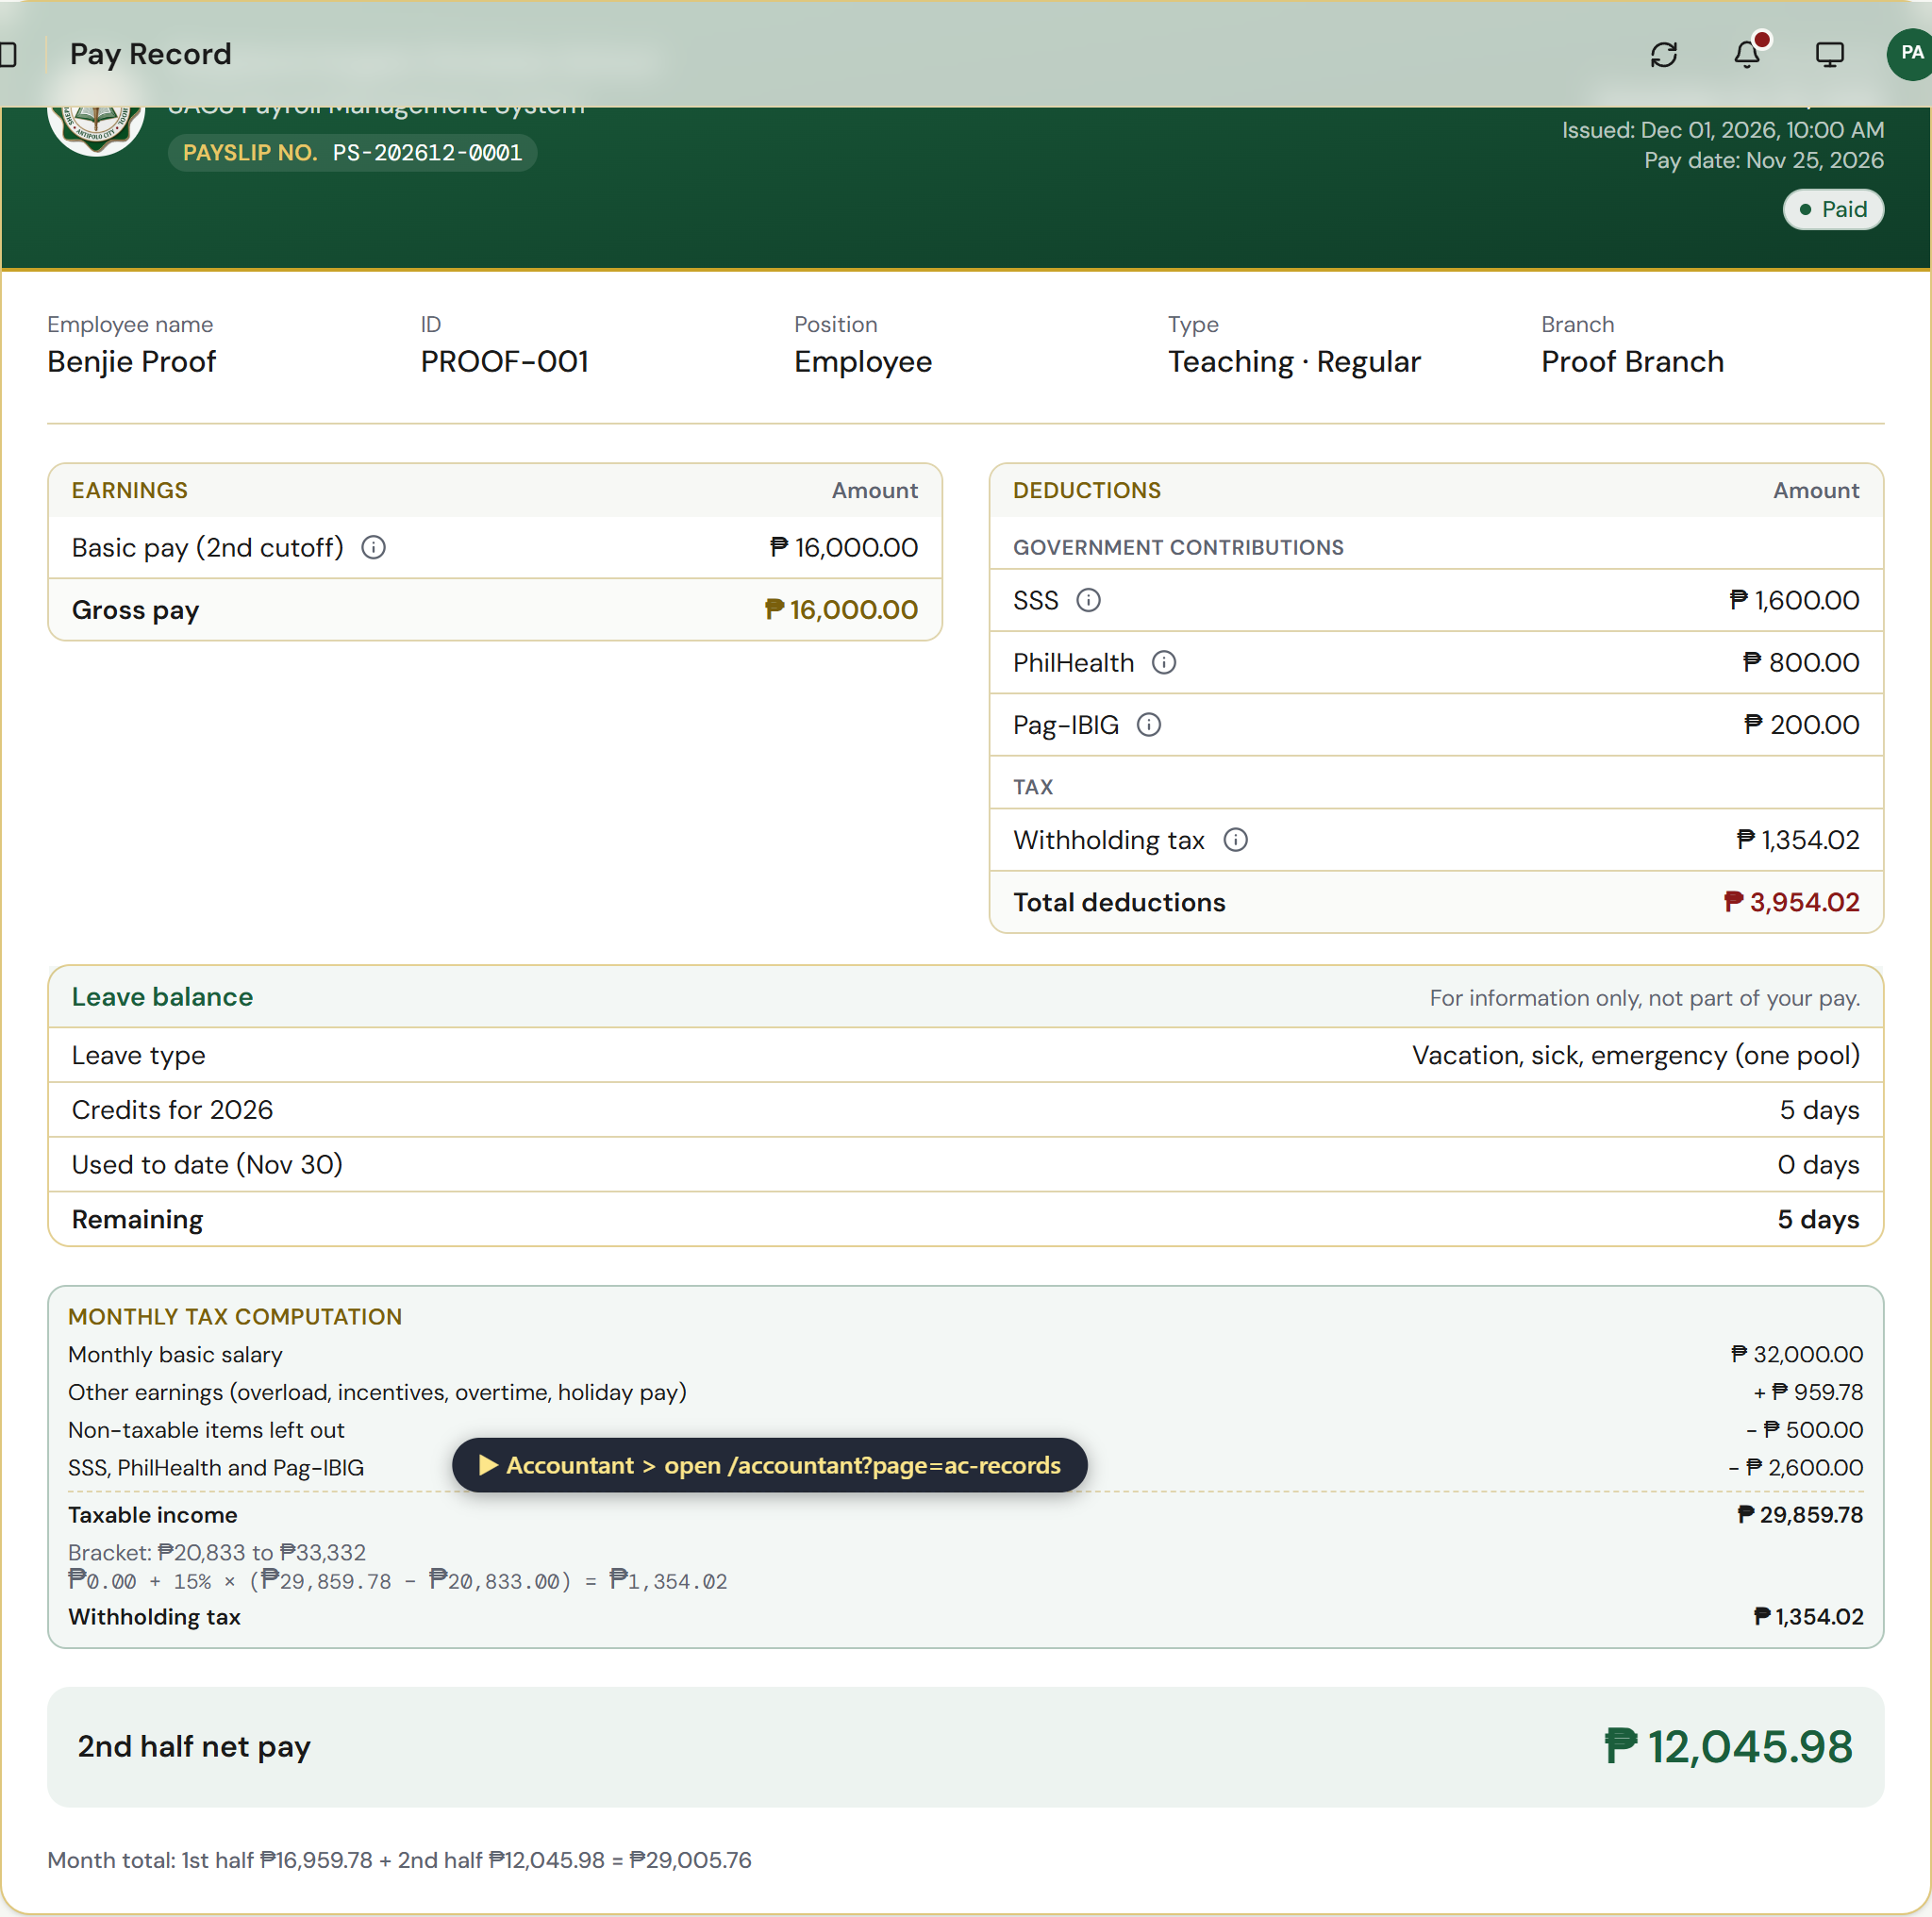 Pay Record
PA
SAGS Payroll Management System
PAYSLIP NO. PS-202612-0001
Issued: Dec 01, 2026, 10:00 AM
Pay date: Nov 25, 2026
Paid
Employee name
Benjie Proof
ID
PROOF-001
Position
Employee
Type
Teaching · Regular
Branch
Proof Branch
EARNINGS Amount
Basic pay (2nd cutoff) ₱ 16,000.00
Gross pay ₱ 16,000.00
DEDUCTIONS Amount
GOVERNMENT CONTRIBUTIONS
SSS ₱ 1,600.00
PhilHealth ₱ 800.00
Pag-IBIG ₱ 200.00
TAX
Withholding tax ₱ 1,354.02
Total deductions ₱ 3,954.02
Leave balance For information only, not part of your pay.
Leave type Vacation, sick, emergency (one pool)
Credits for 2026 5 days
Used to date (Nov 30) 0 days
Remaining 5 days
MONTHLY TAX COMPUTATION
Monthly basic salary ₱ 32,000.00
Other earnings (overload, incentives, overtime, holiday pay) + ₱ 959.78
Non-taxable items left out − ₱ 500.00
SSS, PhilHealth and Pag-IBIG − ₱ 2,600.00
▶ Accountant > open /accountant?page=ac-records
Taxable income ₱ 29,859.78
Bracket: ₱20,833 to ₱33,332
₱0.00 + 15% × (₱29,859.78 − ₱20,833.00) = ₱1,354.02
Withholding tax ₱ 1,354.02
2nd half net pay ₱ 12,045.98
Month total: 1st half ₱16,959.78 + 2nd half ₱12,045.98 = ₱29,005.76